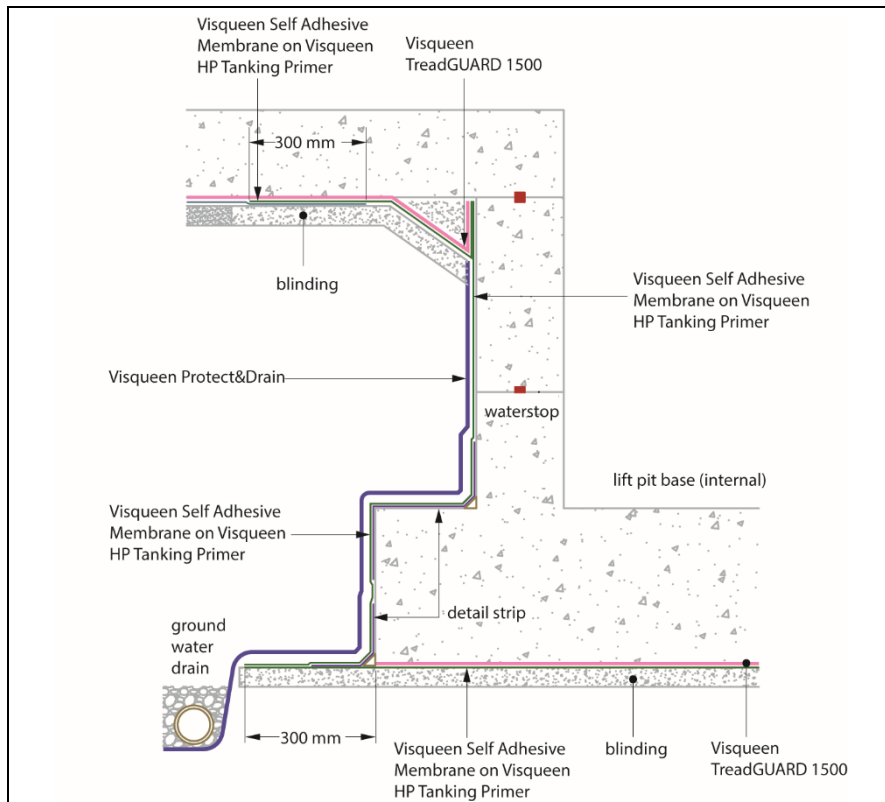 Visqueen Self Adhesive
Membrane on Visqueen
HP Tanking Primer
Visqueen
TreadGUARD 1500
300 mm
blinding
Visqueen Self Adhesive
Membrane on Visqueen
HP Tanking Primer
Visqueen Protect&Drain
waterstop
lift pit base (internal)
Visqueen Self Adhesive
Membrane on Visqueen
HP Tanking Primer
detail strip
ground
water
drain
300 mm
Visqueen Self Adhesive
Membrane on Visqueen
HP Tanking Primer
blinding
Visqueen
TreadGUARD 1500